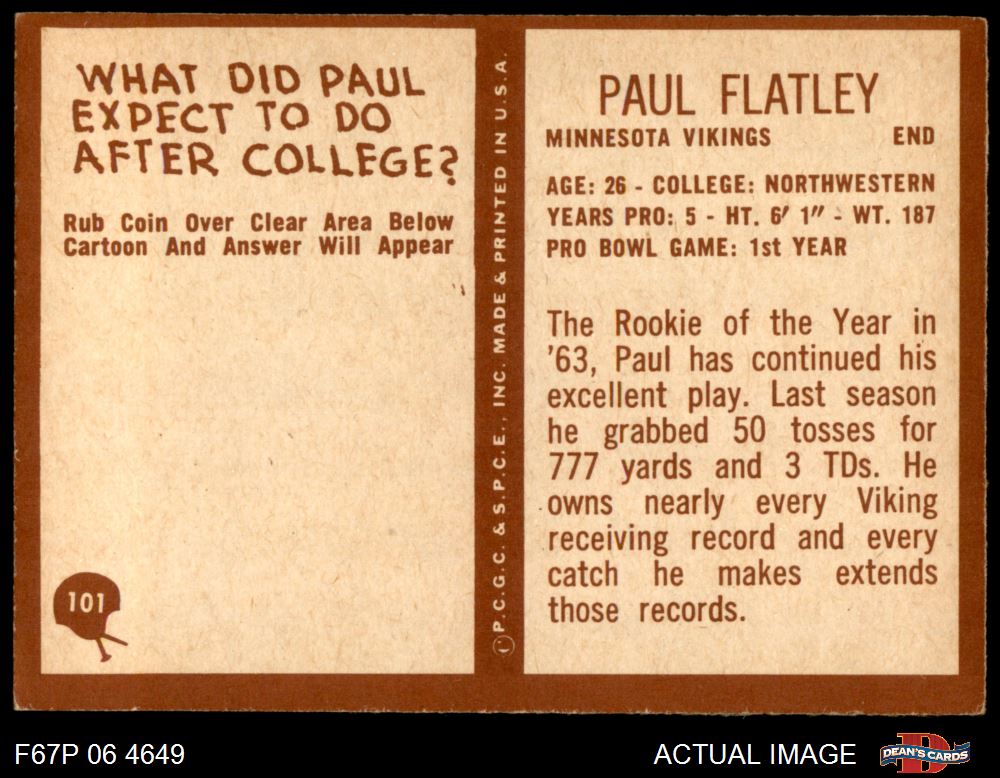 WHAT DID PAUL
EXPECT TO DO
AFTER COLLEGE?
Rub Coin Over Clear Area Below
Cartoon And Answer Will Appear
101
© P.C.G.C. & S.P.C.E., INC. MADE & PRINTED IN U.S.A.
PAUL FLATLEY
MINNESOTA VIKINGS END
AGE: 26 - COLLEGE: NORTHWESTERN
YEARS PRO: 5 - HT. 6′ 1″ - WT. 187
PRO BOWL GAME: 1st YEAR
The Rookie of the Year in
’63, Paul has continued his
excellent play. Last season
he grabbed 50 tosses for
777 yards and 3 TDs. He
owns nearly every Viking
receiving record and every
catch he makes extends
those records.
F67P 06 4649
ACTUAL IMAGE
D
DEAN'S CARDS